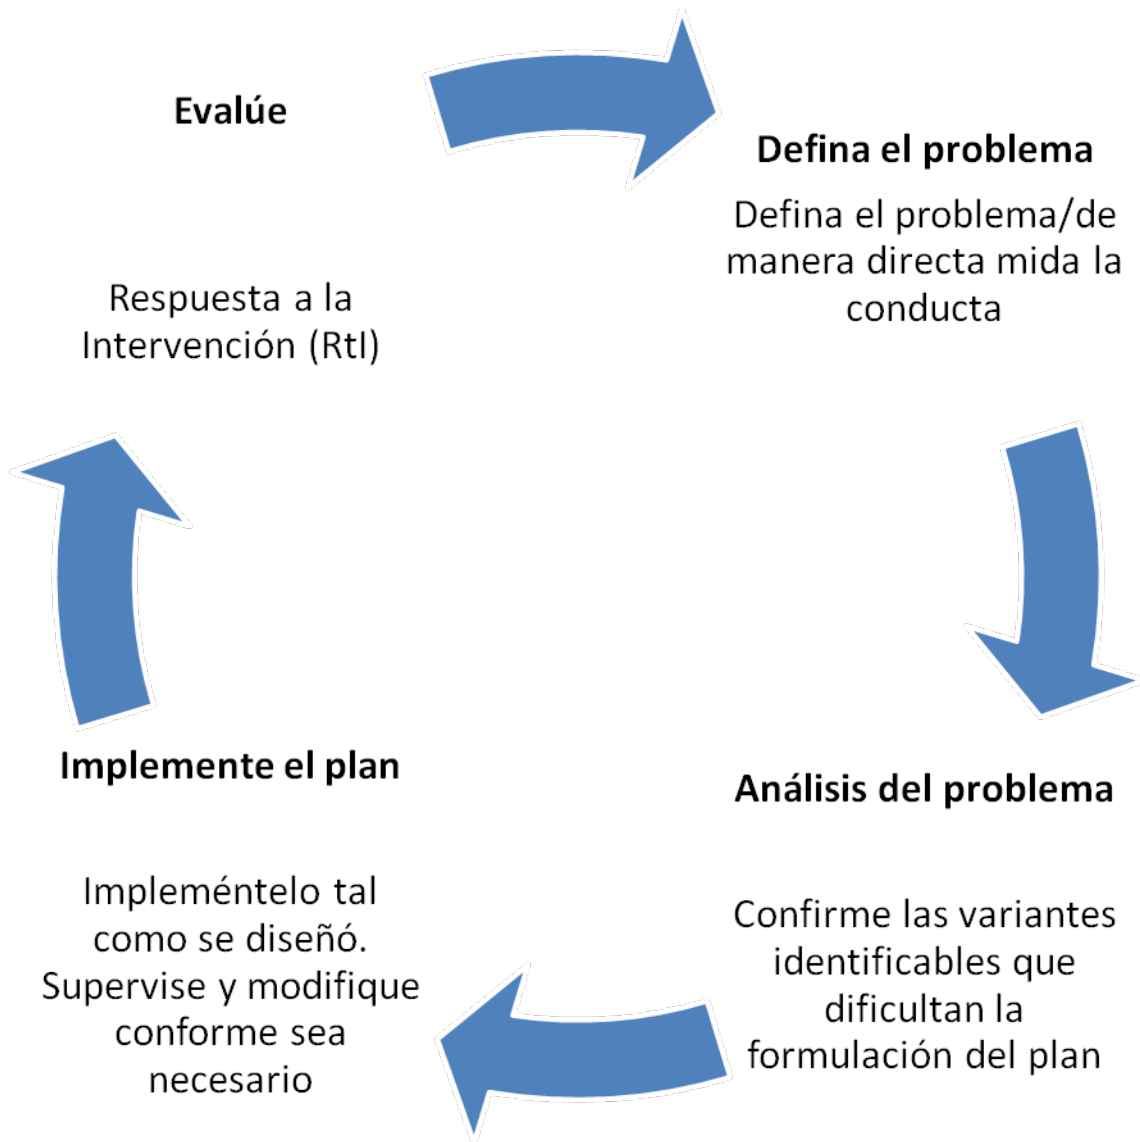 Evalúe
Respuesta a la
Intervención (RtI)
Defina el problema
Defina el problema/de
manera directa mida la
conducta
Análisis del problema
Confirme las variantes
identificables que
dificultan la
formulación del plan
Implemente el plan
Impleméntelo tal
como se diseñó.
Supervise y modifique
conforme sea
necesario